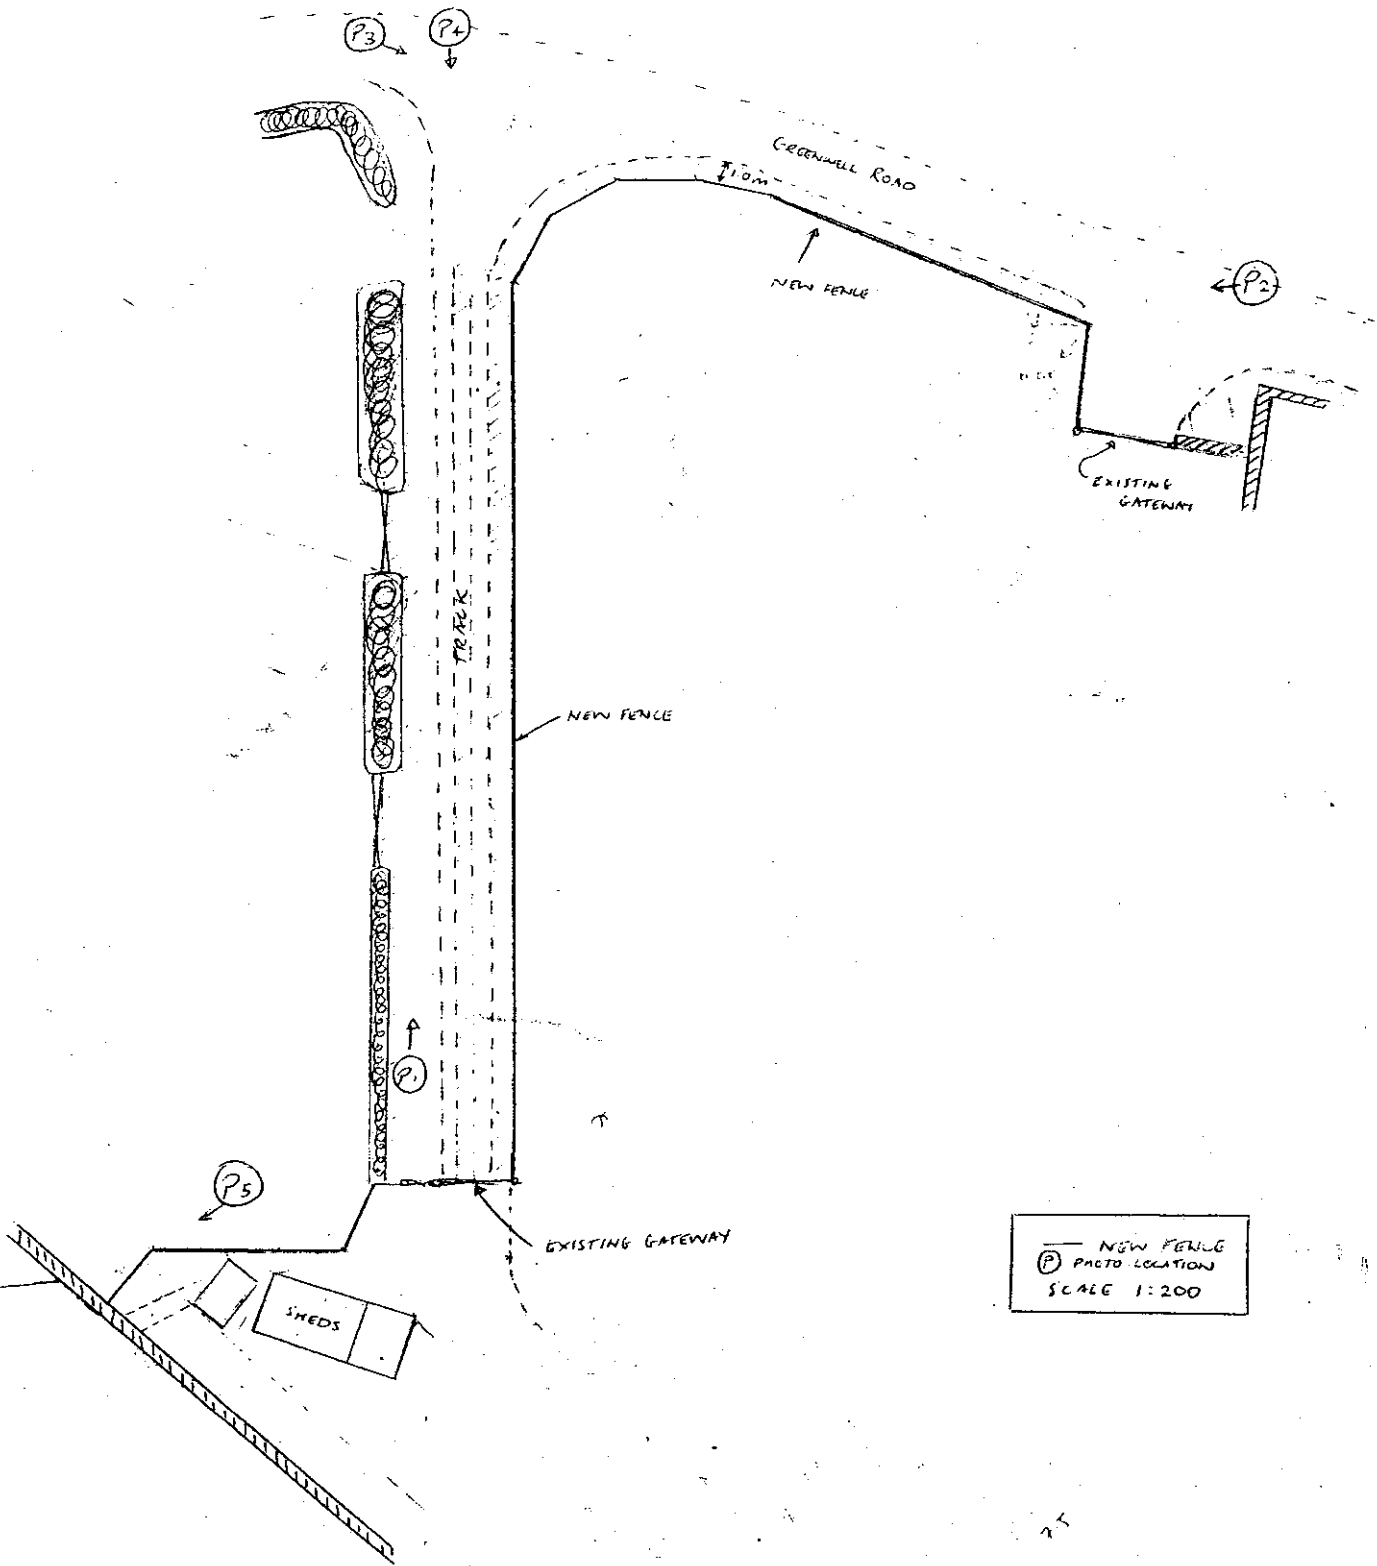 P3
P4
GREENWELL ROAD
1.0m
NEW FENCE
P2
EXISTING
GATEWAY
TRACK
NEW FENCE
P1
P5
EXISTING GATEWAY
SHEDS
NEW FENCE
P PHOTO LOCATION
SCALE 1:200